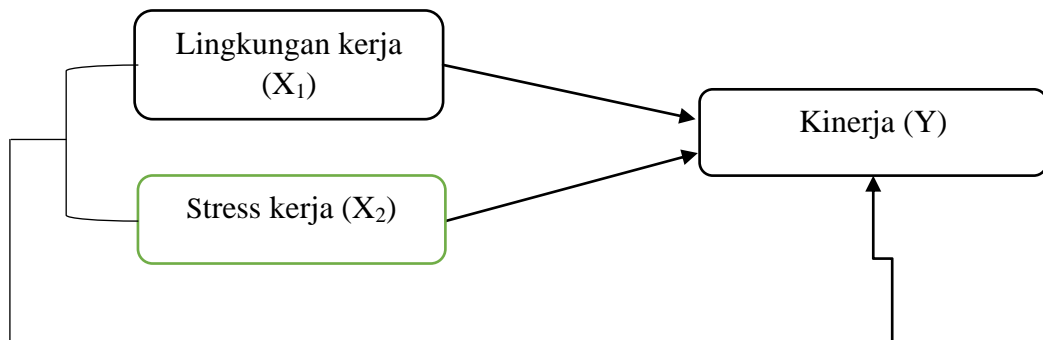 Lingkungan kerja
(X₁)
Kinerja (Y)
Stress kerja (X₂)